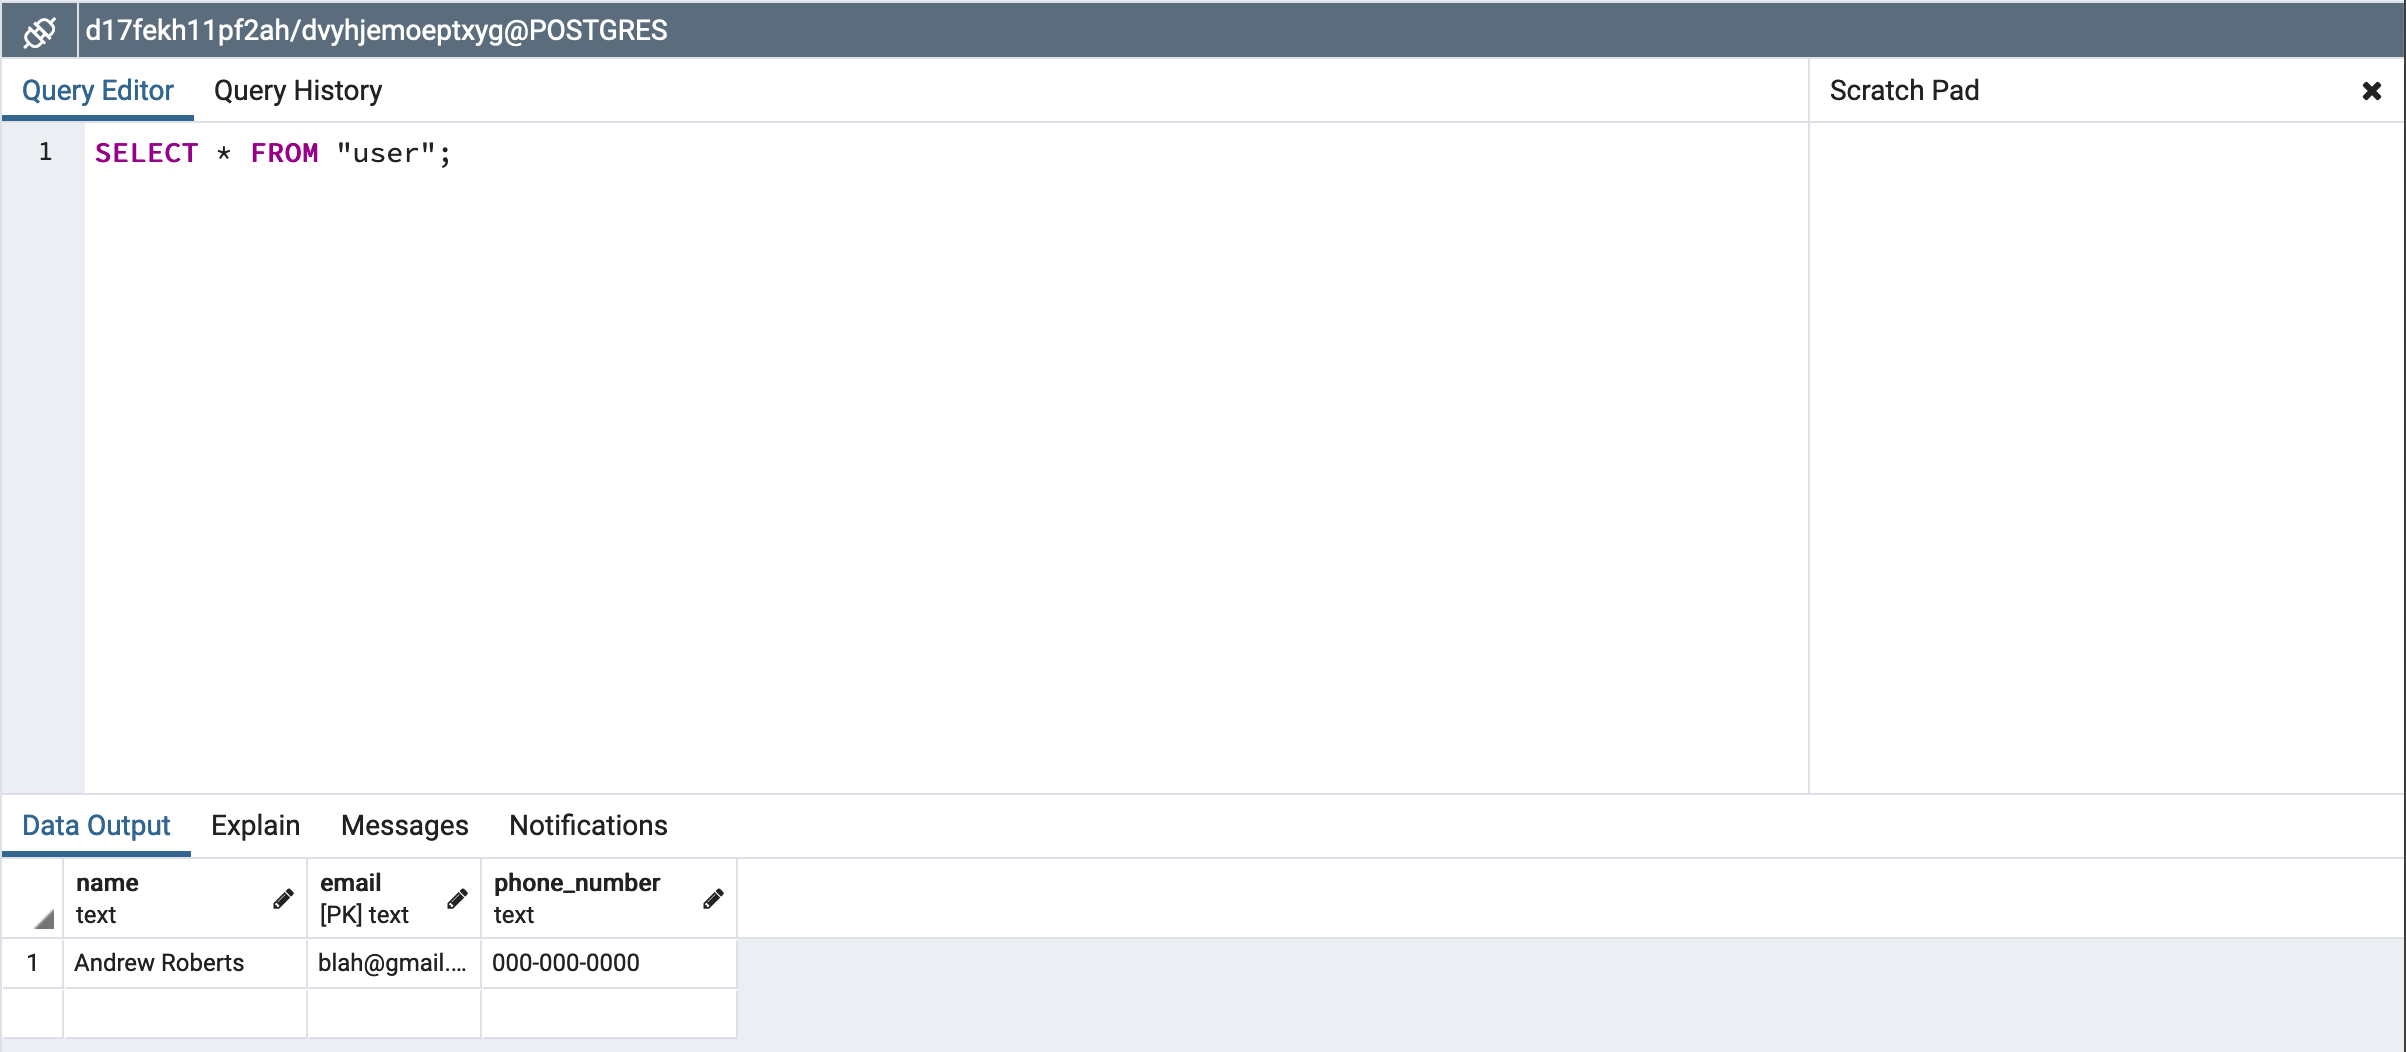 d17fekh11pf2ah/dvyhjemoeptxyg@POSTGRES
Query Editor Query History Scratch Pad
1 SELECT * FROM "user";
Data Output Explain Messages Notifications
name email phone_number
text [PK] text text
1 Andrew Roberts blah@gmail.... 000-000-0000